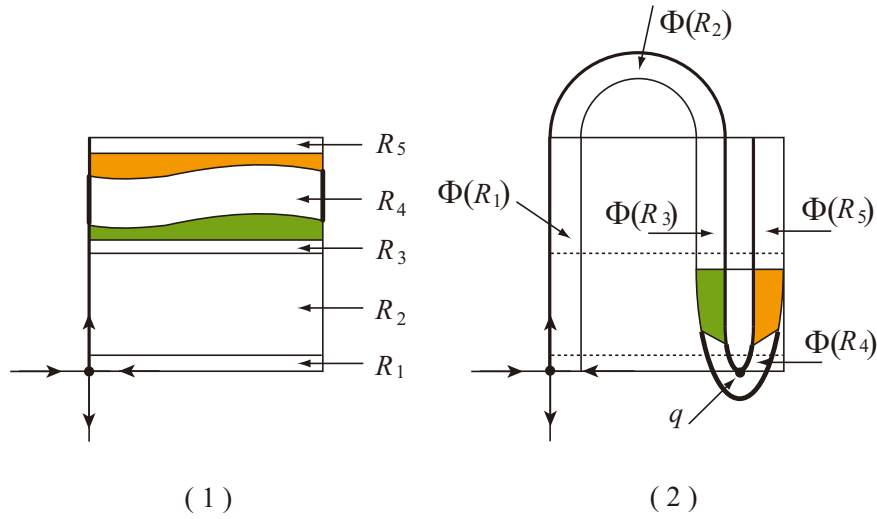 R₅
R₄
R₃
R₂
R₁
( 1 )
Φ(R₂)
Φ(R₁)
Φ(R₃)
Φ(R₅)
Φ(R₄)
q
( 2 )